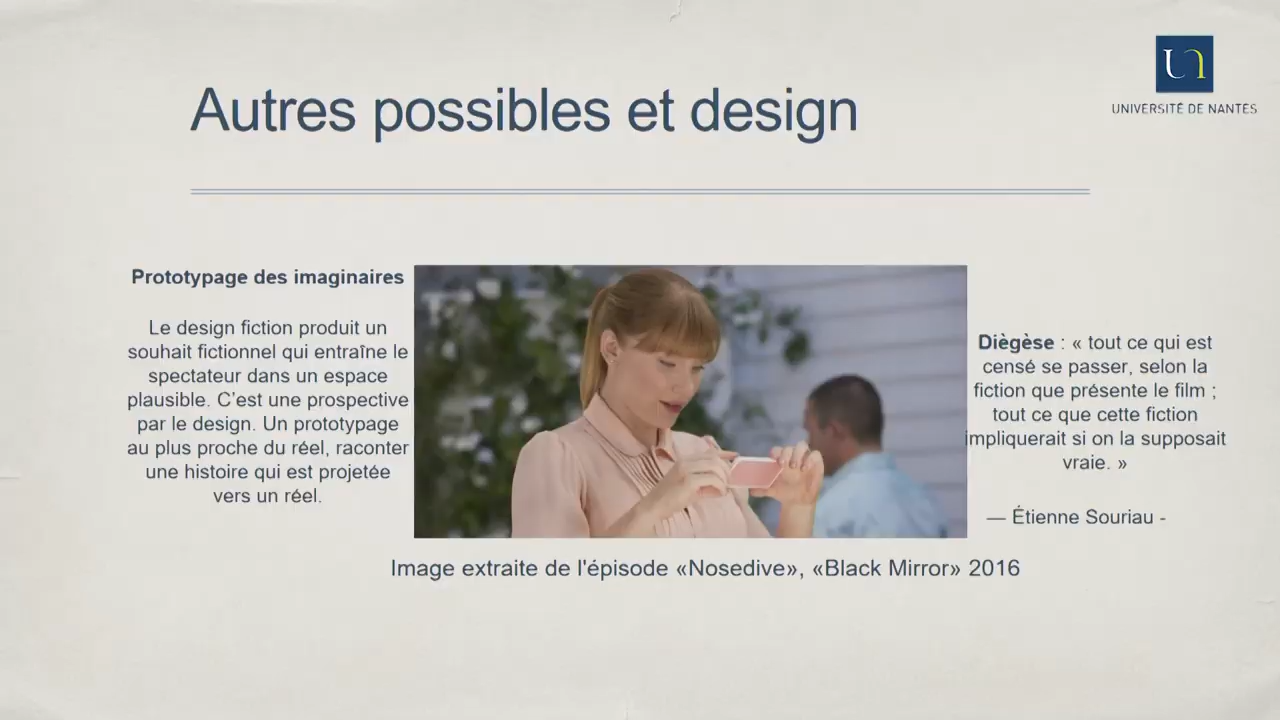 Autres possibles et design
UN
UNIVERSITÉ DE NANTES
Prototypage des imaginaires
Le design fiction produit un
souhait fictionnel qui entraîne le
spectateur dans un espace
plausible. C’est une prospective
par le design. Un prototypage
au plus proche du réel, raconter
une histoire qui est projetée
vers un réel.
Diègèse : « tout ce qui est
censé se passer, selon la
fiction que présente le film ;
tout ce que cette fiction
impliquerait si on la supposait
vraie. »
— Étienne Souriau -
Image extraite de l'épisode «Nosedive», «Black Mirror» 2016